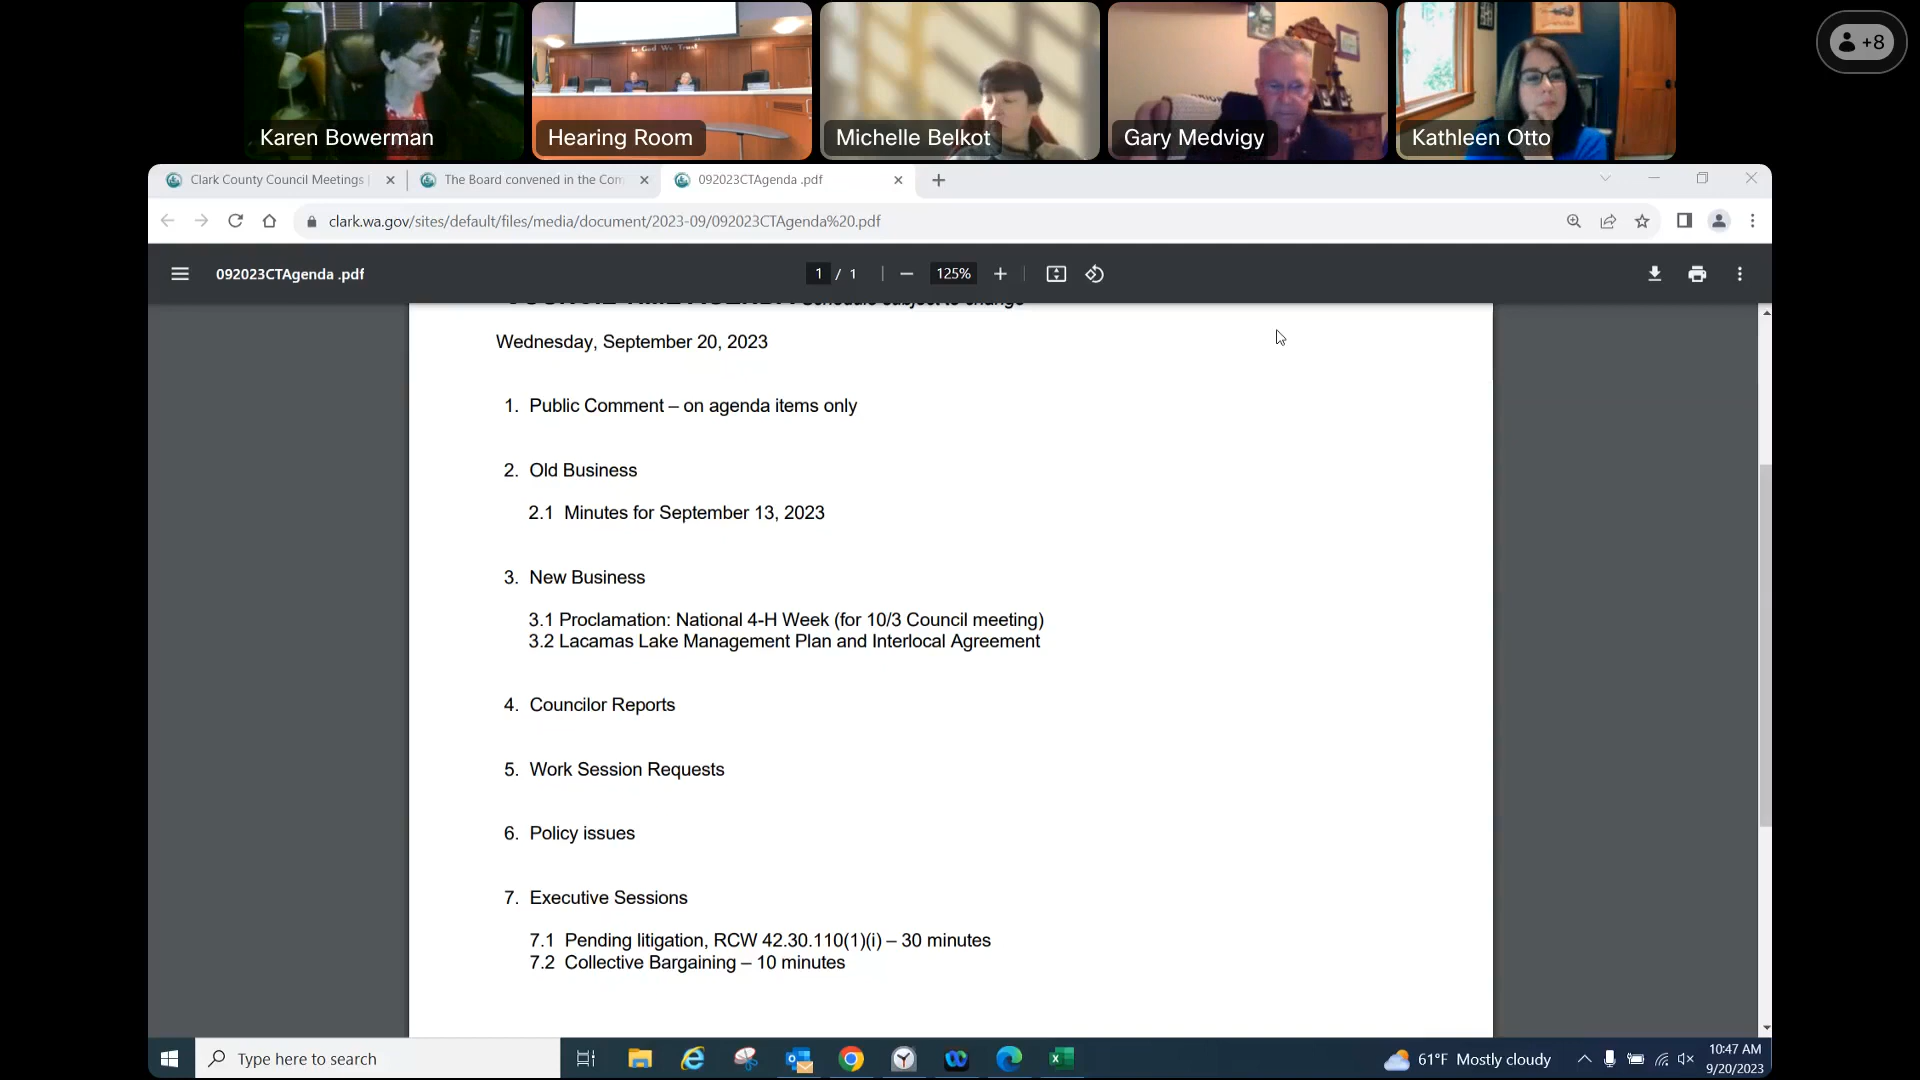 +8
In God We Trust
Karen Bowerman
Hearing Room
Michelle Belkot
Gary Medvigy
Kathleen Otto
Clark County Council Meetings |
The Board convened in the Com
092023CTAgenda .pdf
clark.wa.gov/sites/default/files/media/document/2023-09/092023CTAgenda%20.pdf
092023CTAgenda .pdf
1 / 1
125%
Wednesday, September 20, 2023
1. Public Comment – on agenda items only
2. Old Business
2.1 Minutes for September 13, 2023
3. New Business
3.1 Proclamation: National 4-H Week (for 10/3 Council meeting)
3.2 Lacamas Lake Management Plan and Interlocal Agreement
4. Councilor Reports
5. Work Session Requests
6. Policy issues
7. Executive Sessions
7.1 Pending litigation, RCW 42.30.110(1)(i) – 30 minutes
7.2 Collective Bargaining – 10 minutes
Type here to search
61°F Mostly cloudy
10:47 AM
9/20/2023